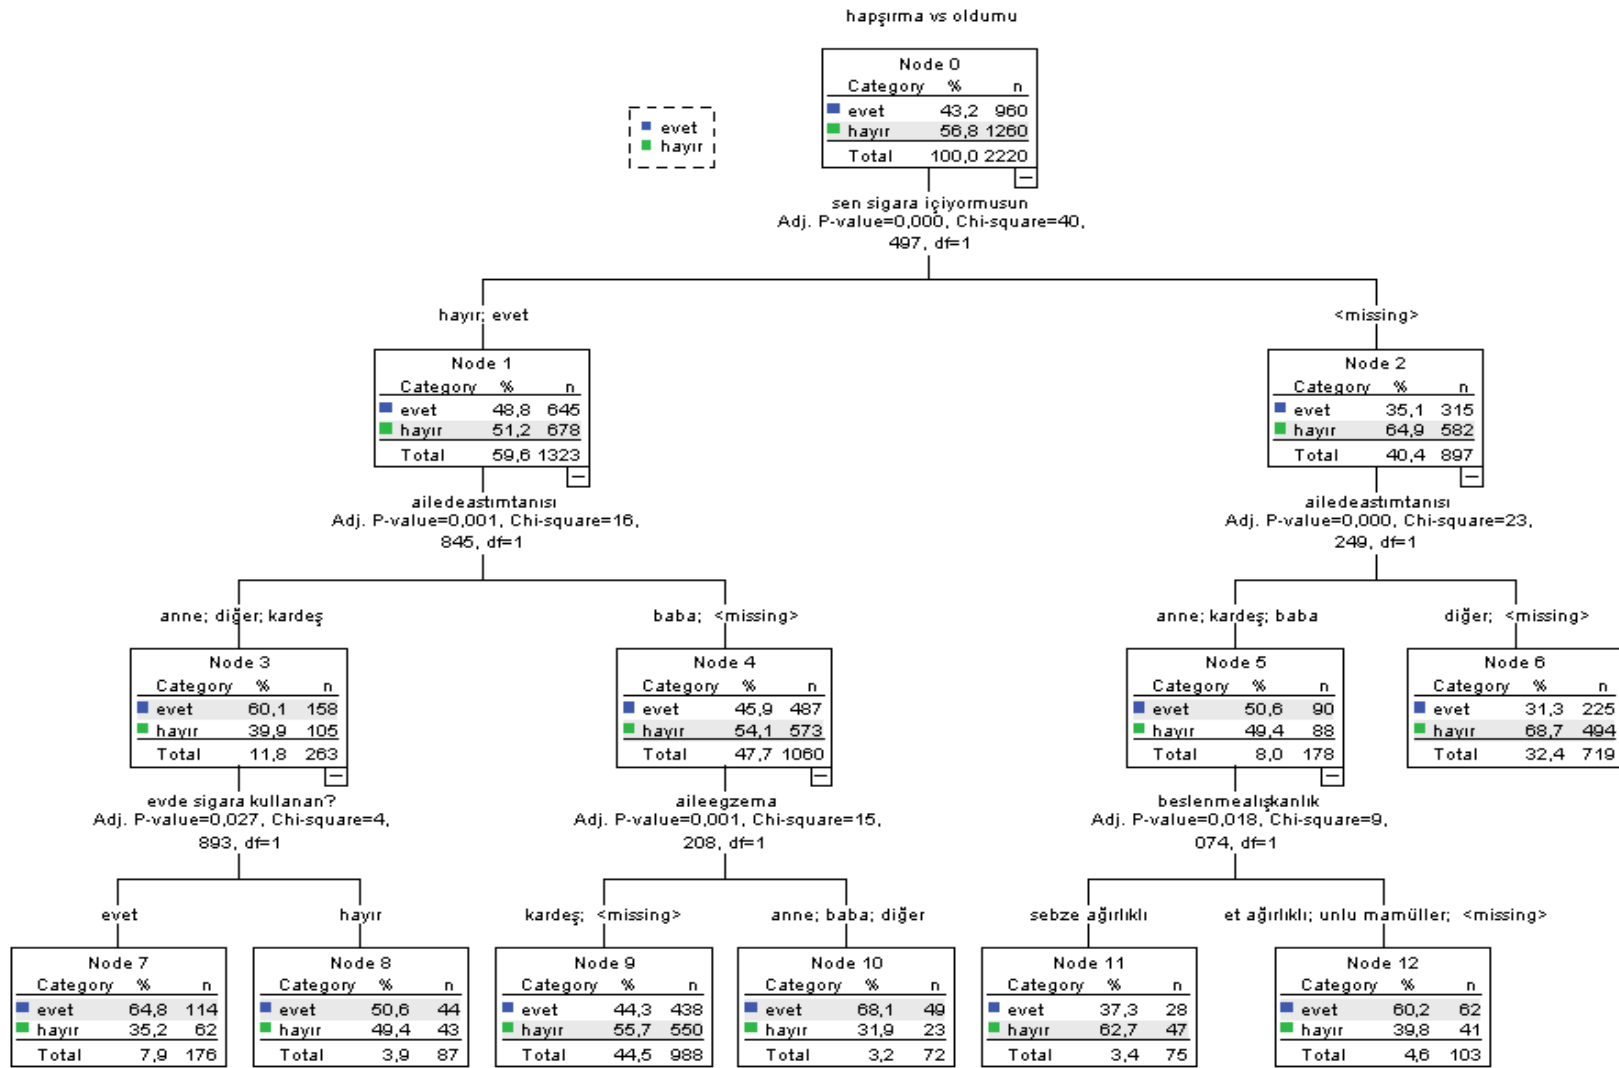 hapşırma vs oldumu
Node 0
Category % n
evet 43,2 960
hayır 56,8 1260
Total 100,0 2220
evet
hayır
sen sigara içiyormusun
Adj. P-value=0,000, Chi-square=40,
497, df=1
hayır; evet
<missing>
Node 1
Category % n
evet 48,8 645
hayır 51,2 678
Total 59,6 1323
Node 2
Category % n
evet 35,1 315
hayır 64,9 582
Total 40,4 897
ailedeastımtanısı
Adj. P-value=0,001, Chi-square=16,
845, df=1
ailedeastımtanısı
Adj. P-value=0,000, Chi-square=23,
249, df=1
anne; diğer; kardeş
baba; <missing>
anne; kardeş; baba
diğer; <missing>
Node 3
Category % n
evet 60,1 158
hayır 39,9 105
Total 11,8 263
Node 4
Category % n
evet 45,9 487
hayır 54,1 573
Total 47,7 1060
Node 5
Category % n
evet 50,6 90
hayır 49,4 88
Total 8,0 178
Node 6
Category % n
evet 31,3 225
hayır 68,7 494
Total 32,4 719
evde sigara kullanan?
Adj. P-value=0,027, Chi-square=4,
893, df=1
aileegzema
Adj. P-value=0,001, Chi-square=15,
208, df=1
beslenmealışkanlık
Adj. P-value=0,018, Chi-square=9,
074, df=1
evet
hayır
kardeş; <missing>
anne; baba; diğer
sebze ağırlıklı
et ağırlıklı; unlu mamüller; <missing>
Node 7
Category % n
evet 64,8 114
hayır 35,2 62
Total 7,9 176
Node 8
Category % n
evet 50,6 44
hayır 49,4 43
Total 3,9 87
Node 9
Category % n
evet 44,3 438
hayır 55,7 550
Total 44,5 988
Node 10
Category % n
evet 68,1 49
hayır 31,9 23
Total 3,2 72
Node 11
Category % n
evet 37,3 28
hayır 62,7 47
Total 3,4 75
Node 12
Category % n
evet 60,2 62
hayır 39,8 41
Total 4,6 103